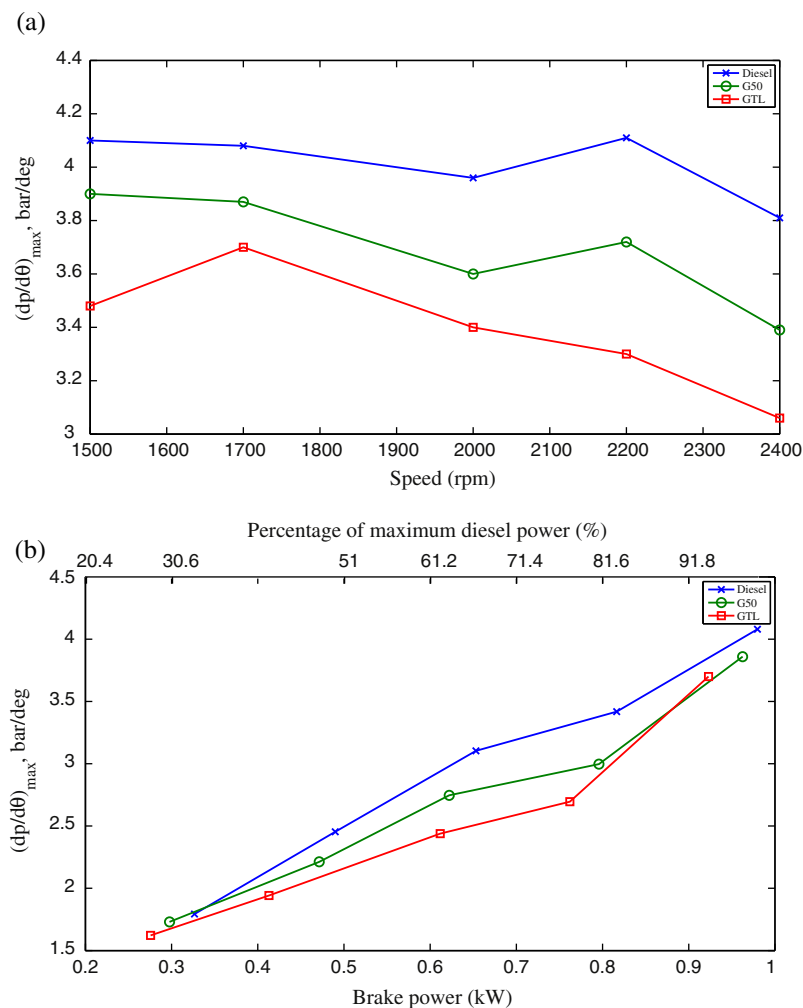 (a)
4.4
4.2
4
3.8
3.6
3.4
3.2
3
(dp/dθ)max, bar/deg
Diesel
G50
GTL
1500 1600 1700 1800 1900 2000 2100 2200 2300 2400
Speed (rpm)
Percentage of maximum diesel power (%)
(b)
20.4 30.6 51 61.2 71.4 81.6 91.8
4.5
4
3.5
3
2.5
2
1.5
(dp/dθ)max, bar/deg
Diesel
G50
GTL
0.2 0.3 0.4 0.5 0.6 0.7 0.8 0.9 1
Brake power (kW)